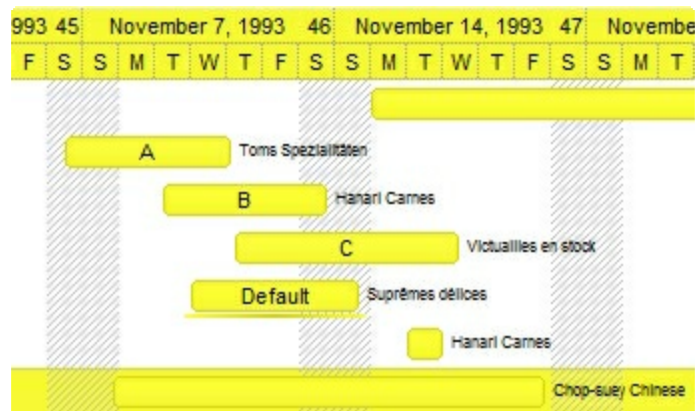 993 45 November 7, 1993 46 November 14, 1993 47 Novembe
F S S M T W T F S S M T W T F S S M T
A Toms Spezialitäten
B Hanari Carnes
C Victuailles en stock
Default Suprêmes délices
Hanari Carnes
Chop-suey Chinese